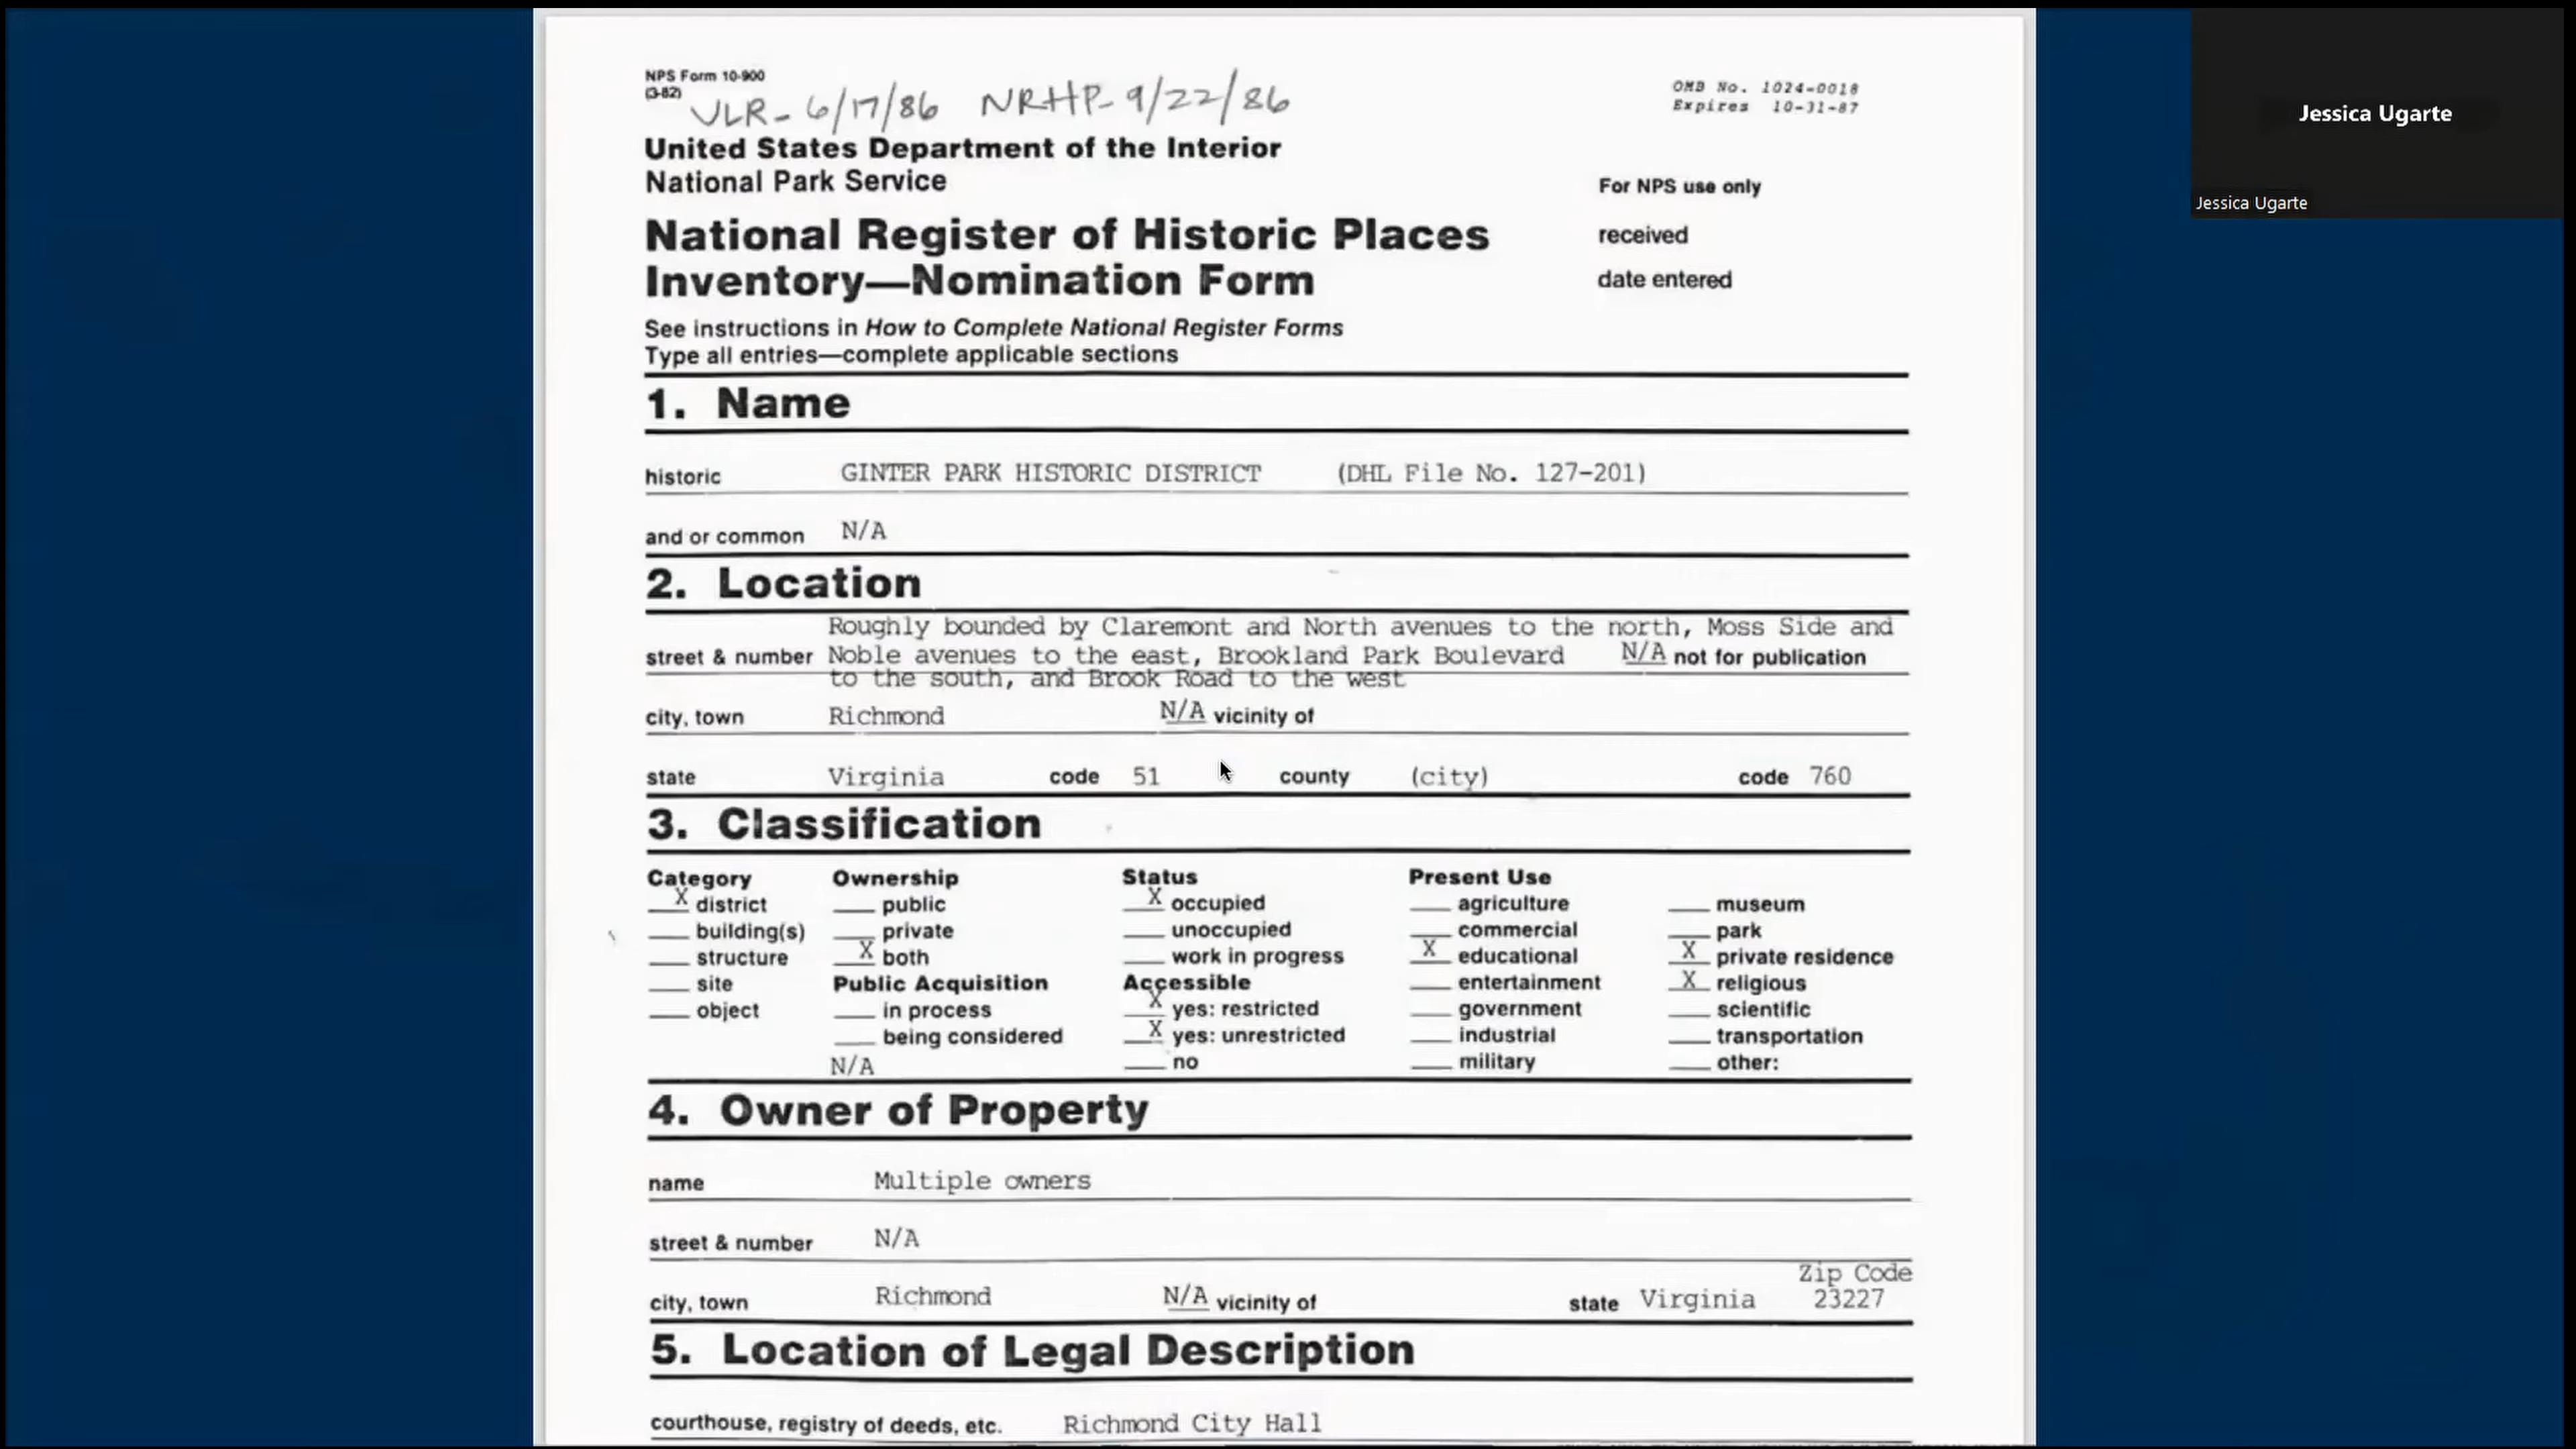 NPS Form 10-900
(3-82)
VLR- 6/17/86 NRHP- 9/22/86
OMB No. 1024-0018
Expires 10-31-87
United States Department of the Interior
National Park Service
For NPS use only
received
date entered
National Register of Historic Places
Inventory—Nomination Form
See instructions in How to Complete National Register Forms
Type all entries—complete applicable sections
1. Name
historic GINTER PARK HISTORIC DISTRICT (DHL File No. 127-201)
and or common N/A
2. Location
Roughly bounded by Claremont and North avenues to the north, Moss Side and
street & number Noble avenues to the east, Brookland Park Boulevard N/A not for publication
to the south, and Brook Road to the west
city, town Richmond N/A vicinity of
state Virginia code 51 county (city) code 760
3. Classification
Category Ownership Status Present Use
X district public X occupied agriculture museum
building(s) private unoccupied commercial park
structure X both work in progress X educational X private residence
site Public Acquisition Accessible entertainment X religious
object in process X yes: restricted government scientific
being considered X yes: unrestricted industrial transportation
N/A no military other:
4. Owner of Property
name Multiple owners
street & number N/A
Zip Code
city, town Richmond N/A vicinity of state Virginia 23227
5. Location of Legal Description
courthouse, registry of deeds, etc. Richmond City Hall
Jessica Ugarte
Jessica Ugarte